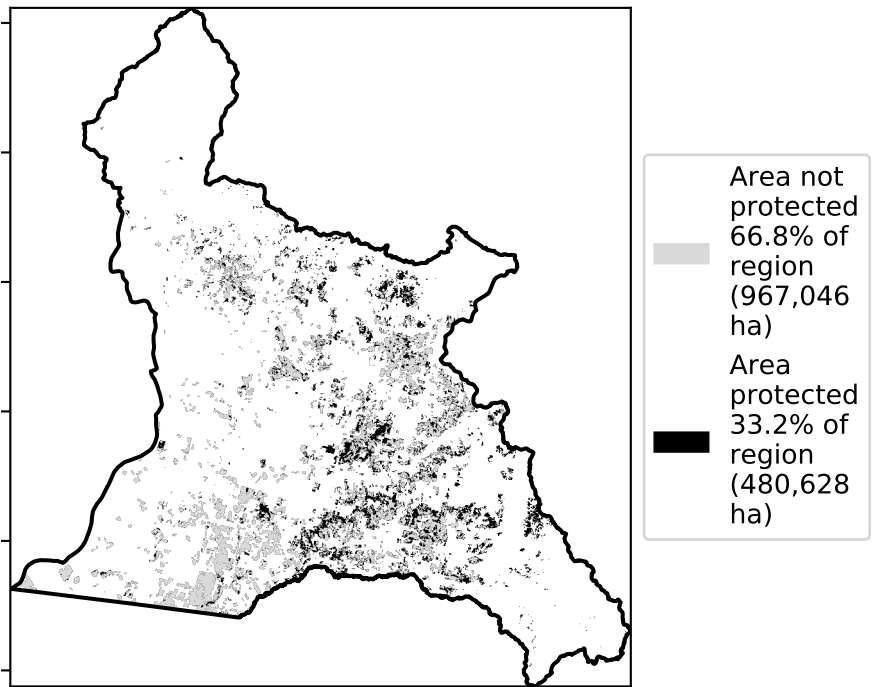 Area not
protected
66.8% of
region
(967,046
ha)
Area
protected
33.2% of
region
(480,628
ha)